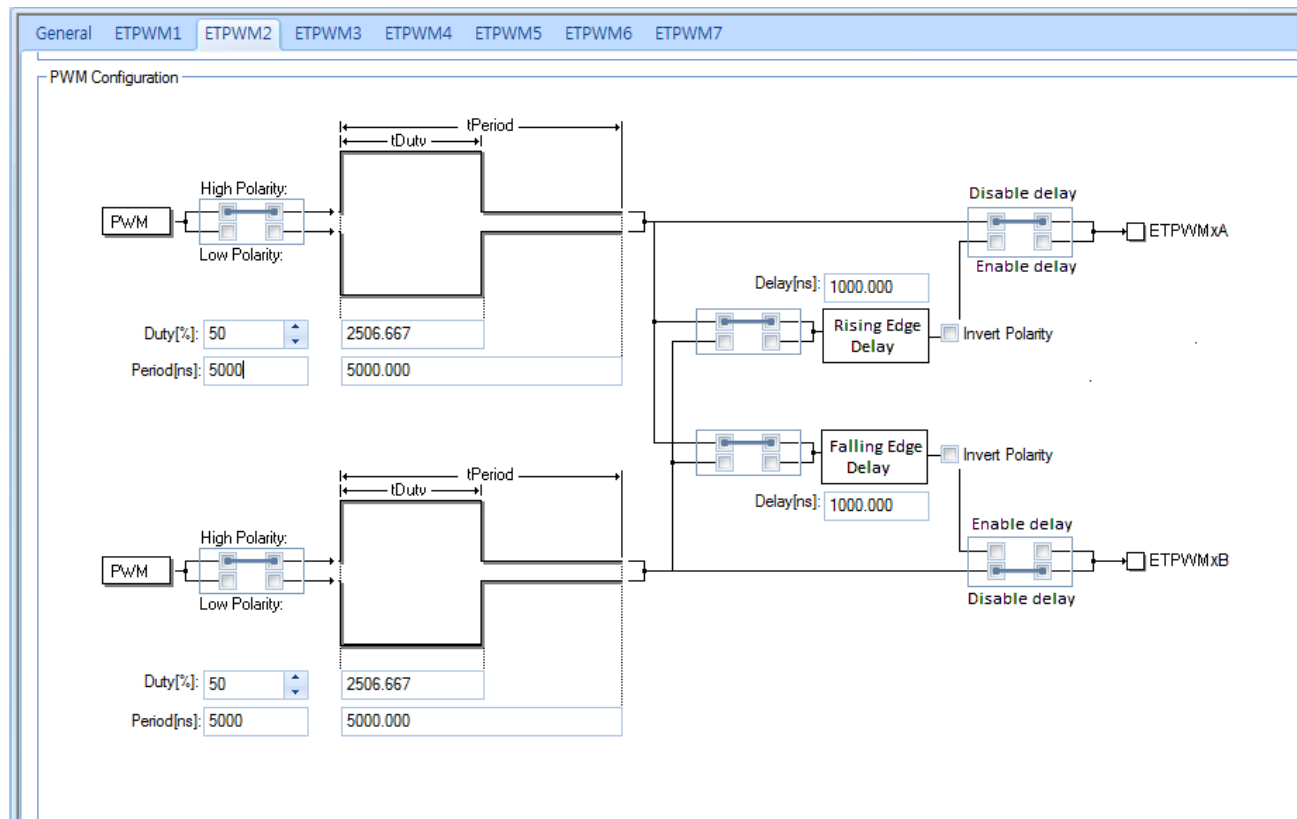 General ETPWM1 ETPWM2 ETPWM3 ETPWM4 ETPWM5 ETPWM6 ETPWM7
PWM Configuration
tPeriod
tDuty
High Polarity:
PWM
Low Polarity:
Duty[%]: 50 2506.667
Period[ns]: 5000 5000.000
Disable delay
ETPWMxA
Enable delay
Delay[ns]: 1000.000
Rising Edge
Delay
Invert Polarity
Falling Edge
Delay
Invert Polarity
Delay[ns]: 1000.000
tPeriod
tDuty
High Polarity:
PWM
Low Polarity:
Enable delay
ETPWMxB
Disable delay
Duty[%]: 50 2506.667
Period[ns]: 5000 5000.000